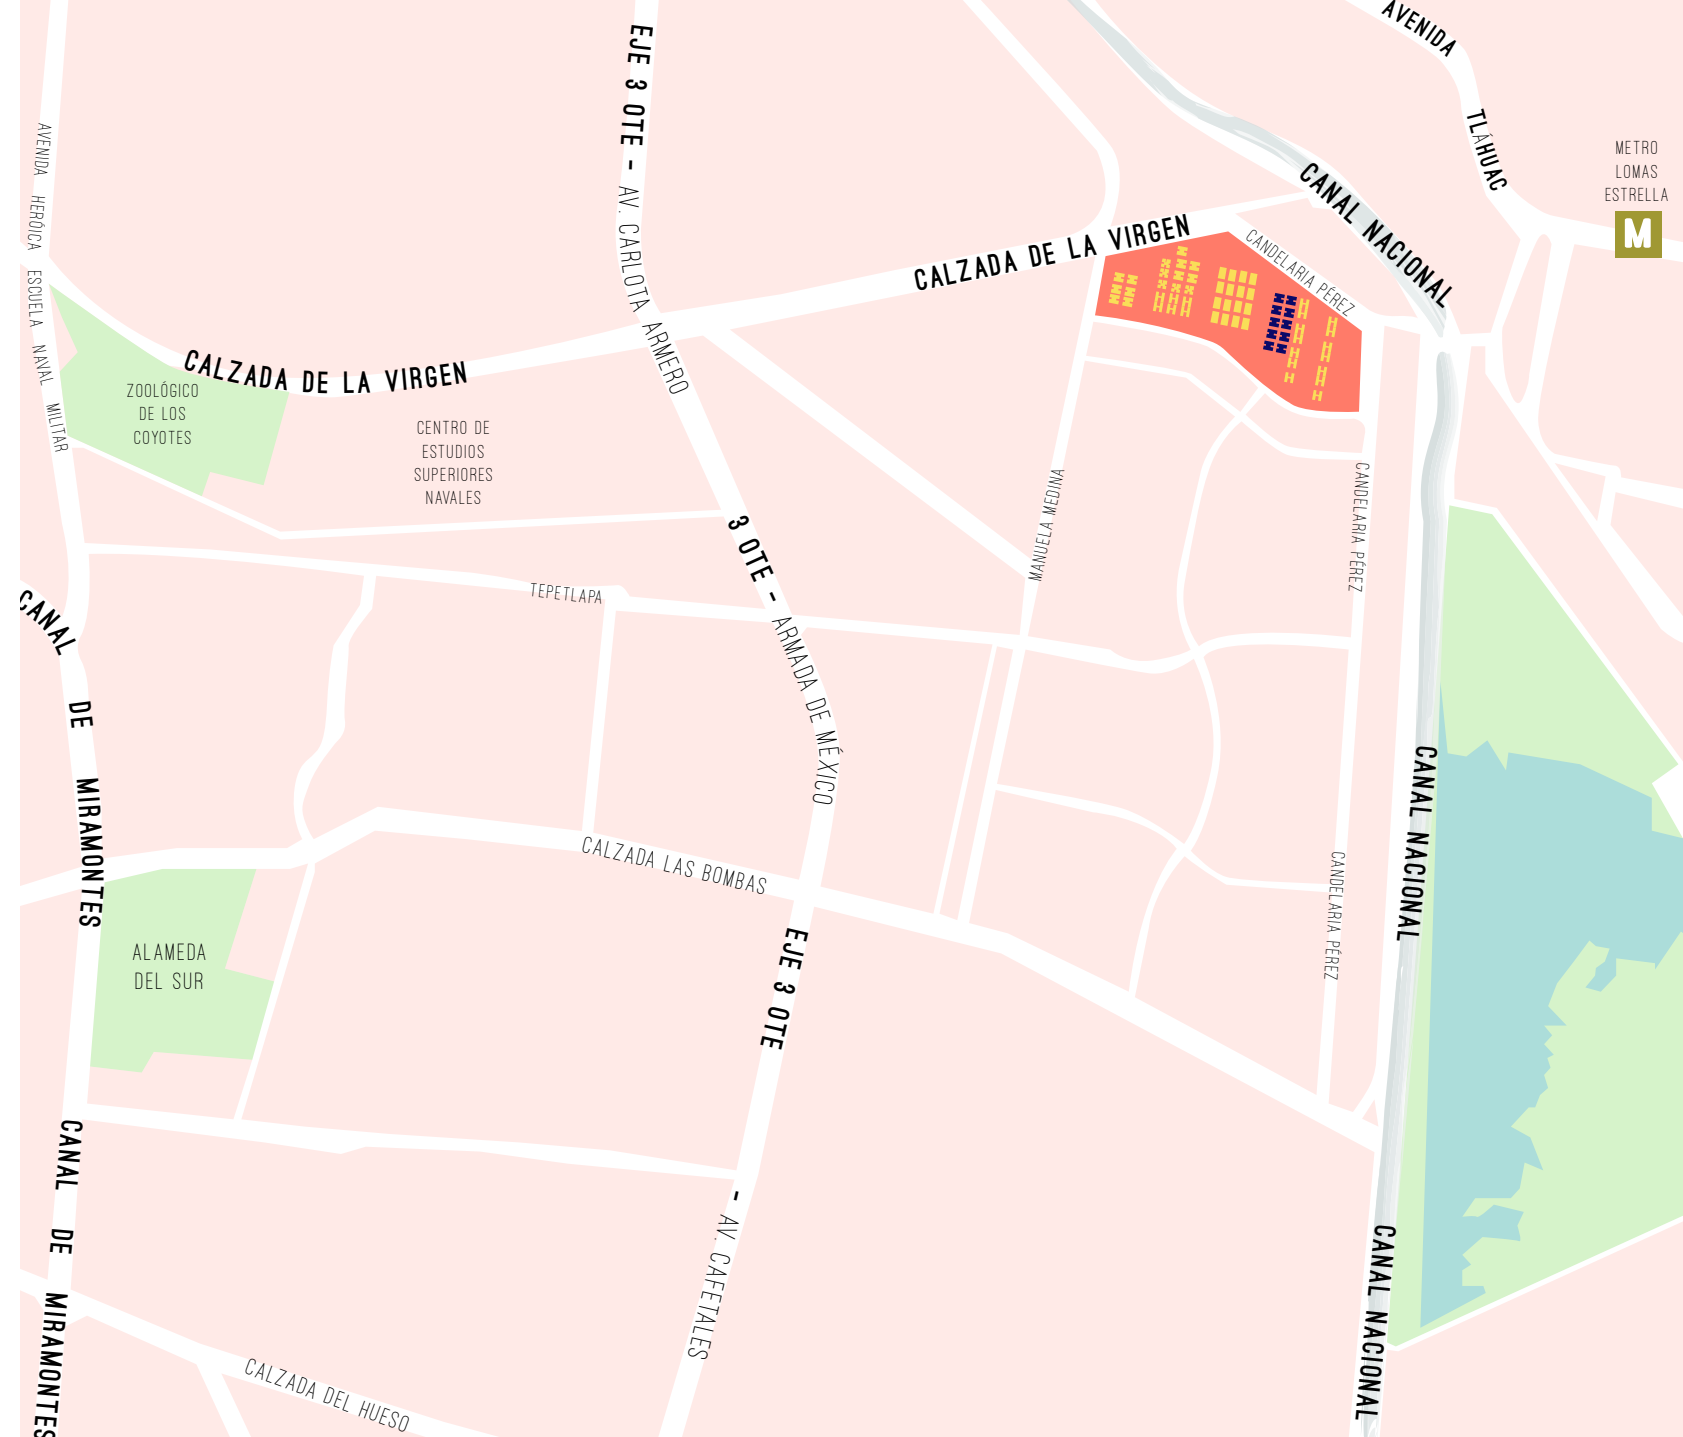 AVENIDA
TLÁHUAC
METRO
LOMAS
ESTRELLA
M
EJE 3 OTE - AV. CARLOTA ARMERO
AVENIDA HERÓICA ESCUELA NAVAL MILITAR
CANAL NACIONAL
CALZADA DE LA VIRGEN
CANDELARIA PÉREZ
CALZADA DE LA VIRGEN
ZOOLÓGICO
DE LOS
COYOTES
CENTRO DE
ESTUDIOS
SUPERIORES
NAVALES
MANUELA MEDINA
CANDELARIA PÉREZ
3 OTE - ARMADA DE MÉXICO
TEPETLAPA
CANAL DE MIRAMONTES
CANAL NACIONAL
CALZADA LAS BOMBAS
CANDELARIA PÉREZ
ALAMEDA
DEL SUR
EJE 3 OTE - AV. CAFETALES
CANAL DE MIRAMONTES
CANAL NACIONAL
CALZADA DEL HUESO